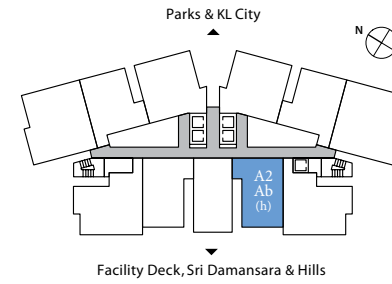 Parks & KL City
N
A2
Ab
(h)
Facility Deck, Sri Damansara & Hills